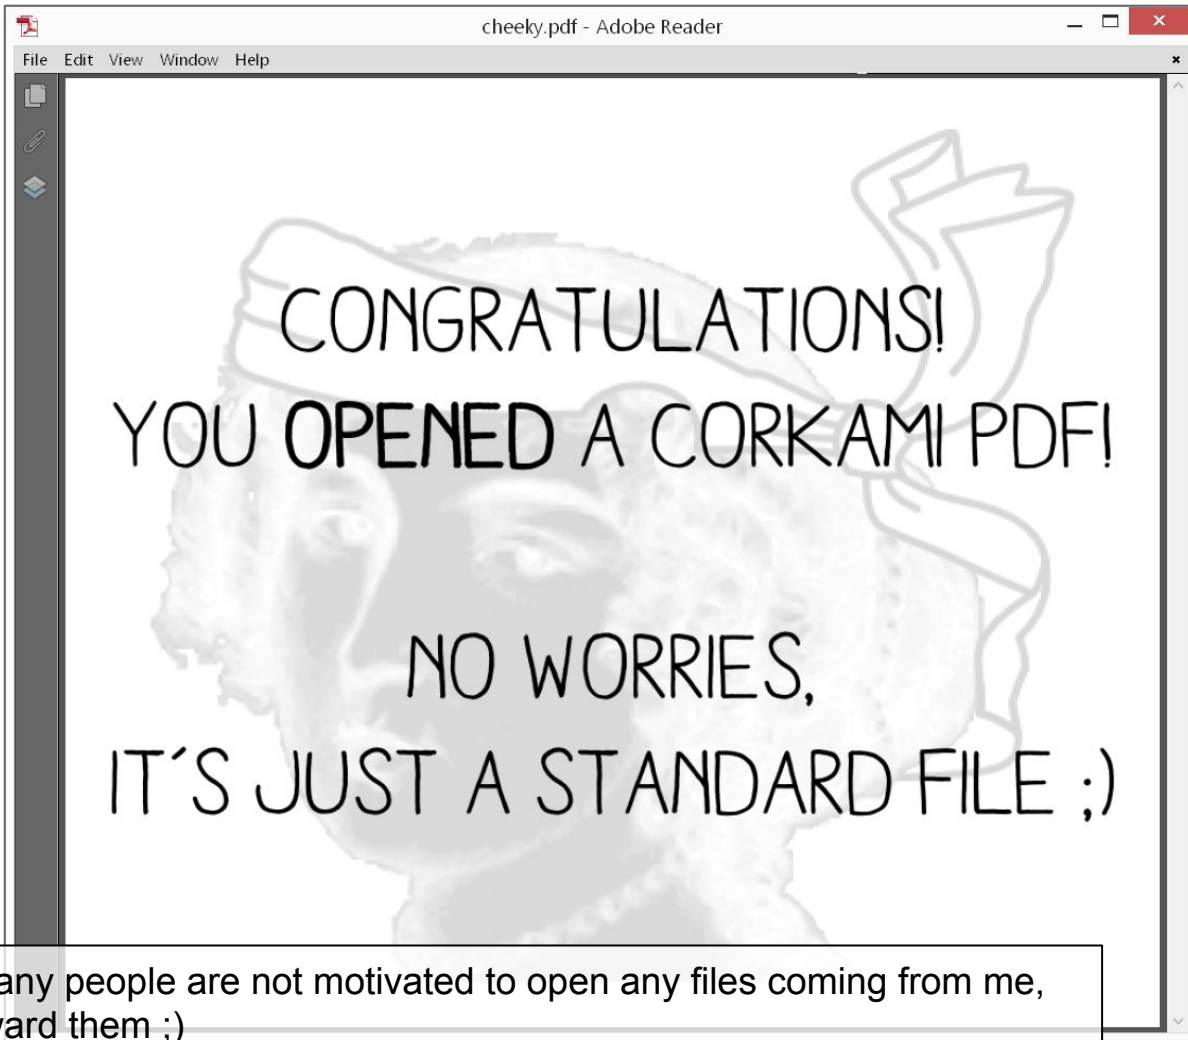 cheeky.pdf - Adobe Reader
File Edit View Window Help
CONGRATULATIONS!
YOU OPENED A CORKAMI PDF!
NO WORRIES,
IT´S JUST A STANDARD FILE ;)
people are not motivated to open any files coming from me,
them ;)